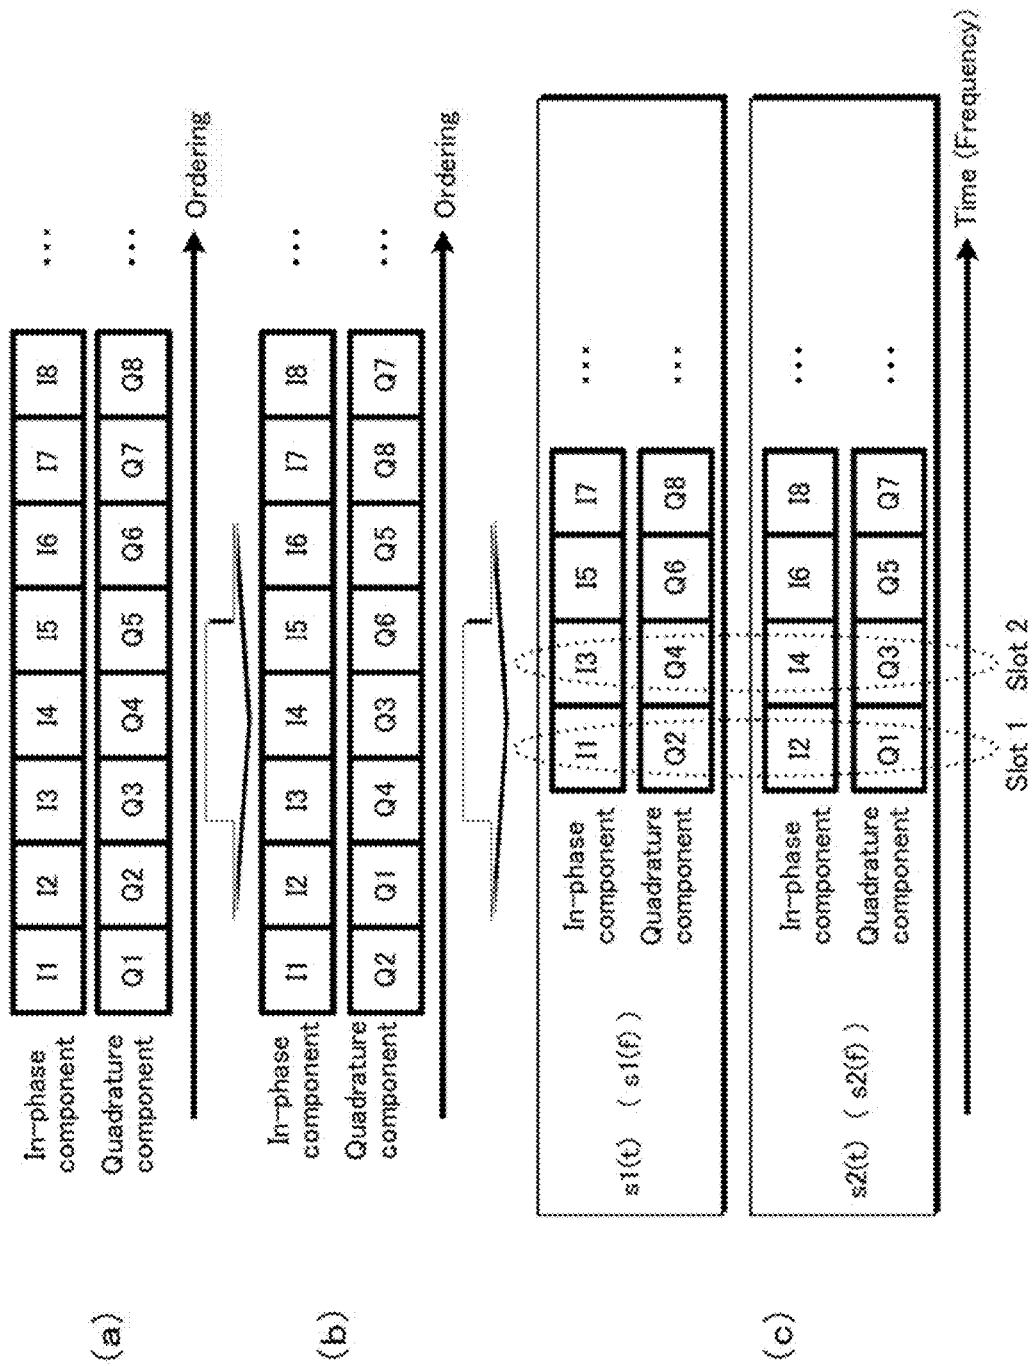 (a)
In-phase
component
I1 I2 I3 I4 I5 I6 I7 I8 ...
Quadrature
component
Q1 Q2 Q3 Q4 Q5 Q6 Q7 Q8 ...
Ordering
(b)
In-phase
component
I1 I2 I3 I4 I5 I6 I7 I8 ...
Quadrature
component
Q2 Q1 Q4 Q3 Q6 Q5 Q8 Q7 ...
Ordering
(c)
s1(t) ( s1(f) )
In-phase
component
I1 I3 I5 I7 ...
Quadrature
component
Q2 Q4 Q6 Q8 ...
s2(t) ( s2(f) )
In-phase
component
I2 I4 I6 I8 ...
Quadrature
component
Q1 Q3 Q5 Q7 ...
Time (Frequency)
Slot 1 Slot 2